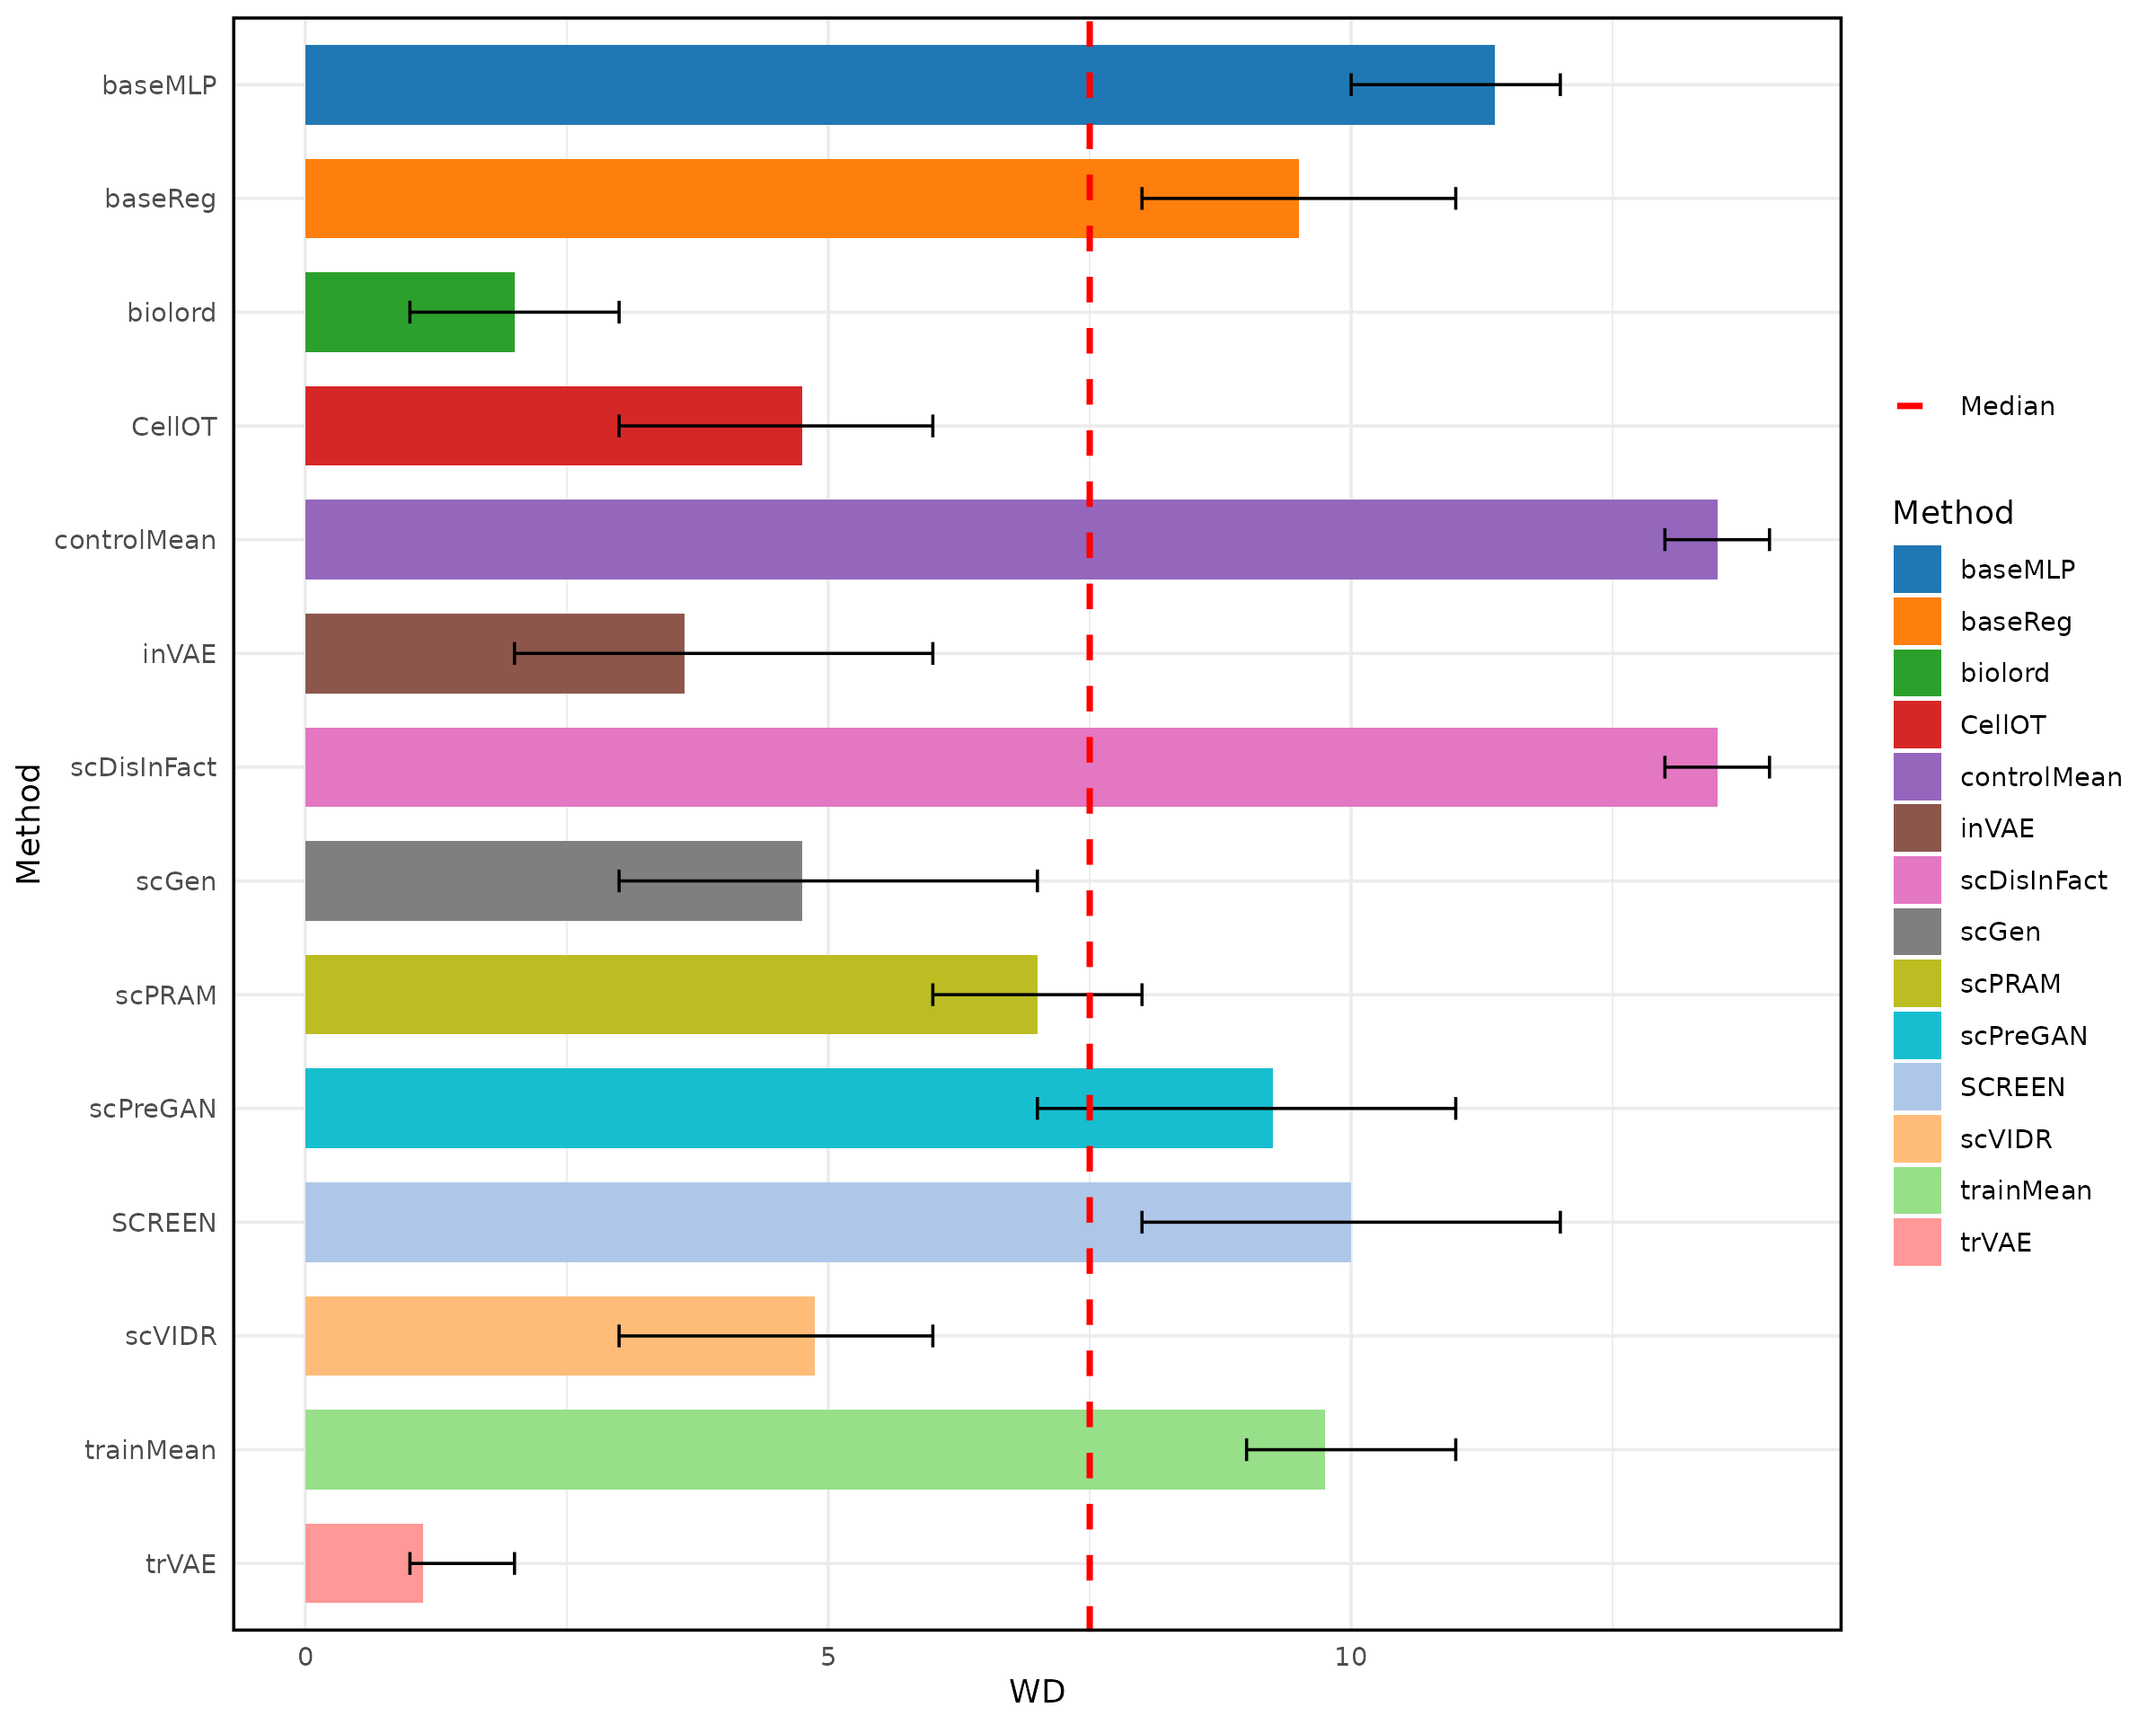 baseMLP
baseReg
biolord
CellOT
controlMean
inVAE
scDisInFact
scGen
scPRAM
scPreGAN
SCREEN
scVIDR
trainMean
trVAE
Method
0 5 10
WD
Median
Method
baseMLP
baseReg
biolord
CellOT
controlMean
inVAE
scDisInFact
scGen
scPRAM
scPreGAN
SCREEN
scVIDR
trainMean
trVAE